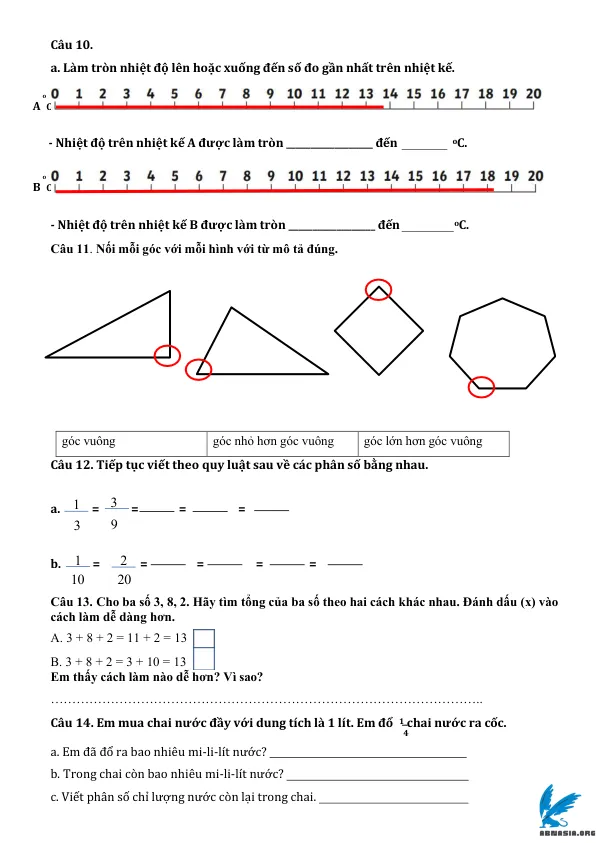 Câu 10.
a. Làm tròn nhiệt độ lên hoặc xuống đến số đo gần nhất trên nhiệt kế.
A oC 0 1 2 3 4 5 6 7 8 9 10 11 12 13 14 15 16 17 18 19 20
- Nhiệt độ trên nhiệt kế A được làm tròn ________________ đến ________ oC.
B oC 0 1 2 3 4 5 6 7 8 9 10 11 12 13 14 15 16 17 18 19 20
- Nhiệt độ trên nhiệt kế B được làm tròn ________________ đến _________oC.
Câu 11. Nối mỗi góc với mỗi hình với từ mô tả đúng.
góc vuông góc nhỏ hơn góc vuông góc lớn hơn góc vuông
Câu 12. Tiếp tục viết theo quy luật sau về các phân số bằng nhau.
a. 1/3 = 3/9 = ______ = ______ = ______
b. 1/10 = 2/20 = ______ = ______ = ______ = ______
Câu 13. Cho ba số 3, 8, 2. Hãy tìm tổng của ba số theo hai cách khác nhau. Đánh dấu (x) vào
cách làm dễ dàng hơn.
A. 3 + 8 + 2 = 11 + 2 = 13
B. 3 + 8 + 2 = 3 + 10 = 13
Em thấy cách làm nào dễ hơn? Vì sao?
………………………………………………………………………………………..
Câu 14. Em mua chai nước đầy với dung tích là 1 lít. Em đổ 1/4 chai nước ra cốc.
a. Em đã đổ ra bao nhiêu mi-li-lít nước? ________________________________
b. Trong chai còn bao nhiêu mi-li-lít nước? ______________________________
c. Viết phân số chỉ lượng nước còn lại trong chai. ________________________
ABNASIA.ORG